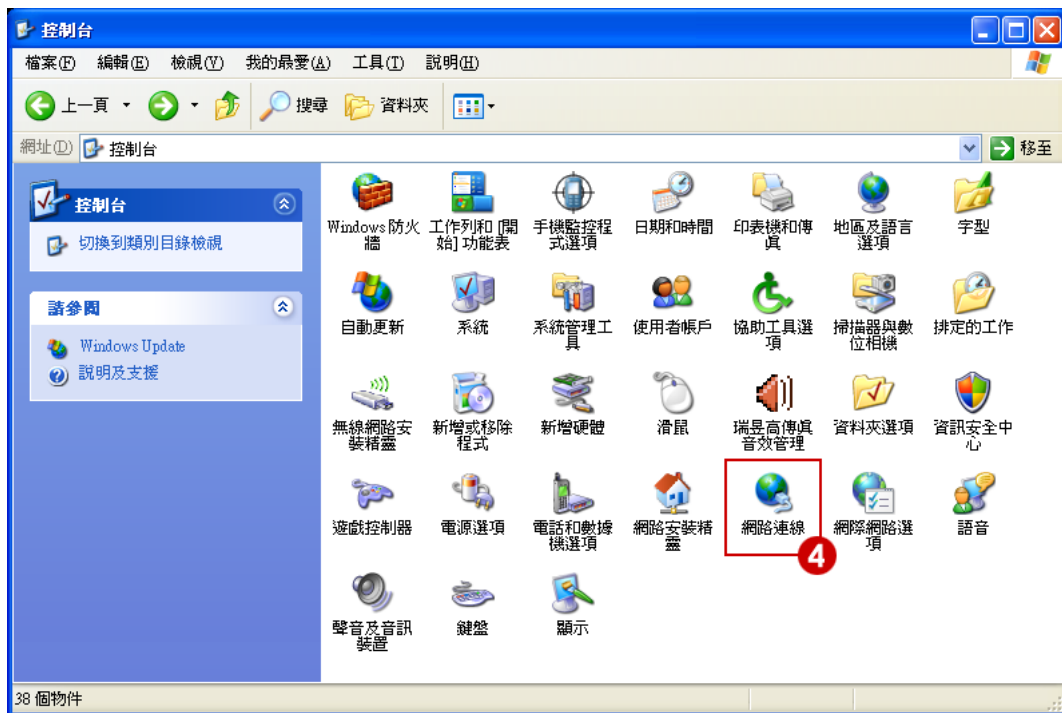 控制台
檔案(F) 編輯(E) 檢視(V) 我的最愛(A) 工具(T) 說明(H)
上一頁 搜尋 資料夾
網址(D) 控制台 移至
控制台
切換到類別目錄檢視
請參閱
Windows Update
說明及支援
Windows 防火
牆
工作列和 [開
始] 功能表
手機監控程
式選項
日期和時間
印表機和傳
真
地區及語言
選項
字型
自動更新
系統
系統管理工
具
使用者帳戶
協助工具選
項
掃描器與數
位相機
排定的工作
無線網路安
裝精靈
新增或移除
程式
新增硬體
滑鼠
瑞昱高傳真
音效管理
資料夾選項
資訊安全中
心
遊戲控制器
電源選項
電話和數據
機選項
網路安裝精
靈
網路連線
4
網際網路選
項
語音
聲音及音訊
裝置
鍵盤
顯示
38 個物件